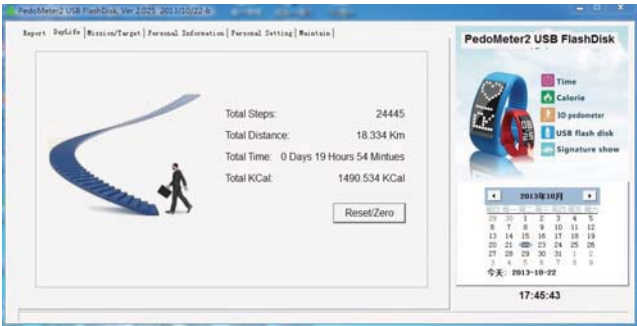 PedoMeter2 USB FlashDisk, Ver 2.025 2013/10/22-b
Report DayLife Mission/Target Personal Information Personal Setting Maintain
Total Steps: 24445
Total Distance: 18.334 Km
Total Time: 0 Days 19 Hours 54 Mintues
Total KCal: 1490.534 KCal
Reset/Zero
PedoMeter2 USB FlashDisk
Time
Calorie
3D pedometer
USB flash disk
Signature show
2013年10月
29 30 1 2 3 4 5
6 7 8 9 10 11 12
13 14 15 16 17 18 19
20 21 22 23 24 25 26
27 28 29 30 31 1 2
3 4 5 6 7 8 9
今天: 2013-10-22
17:45:43